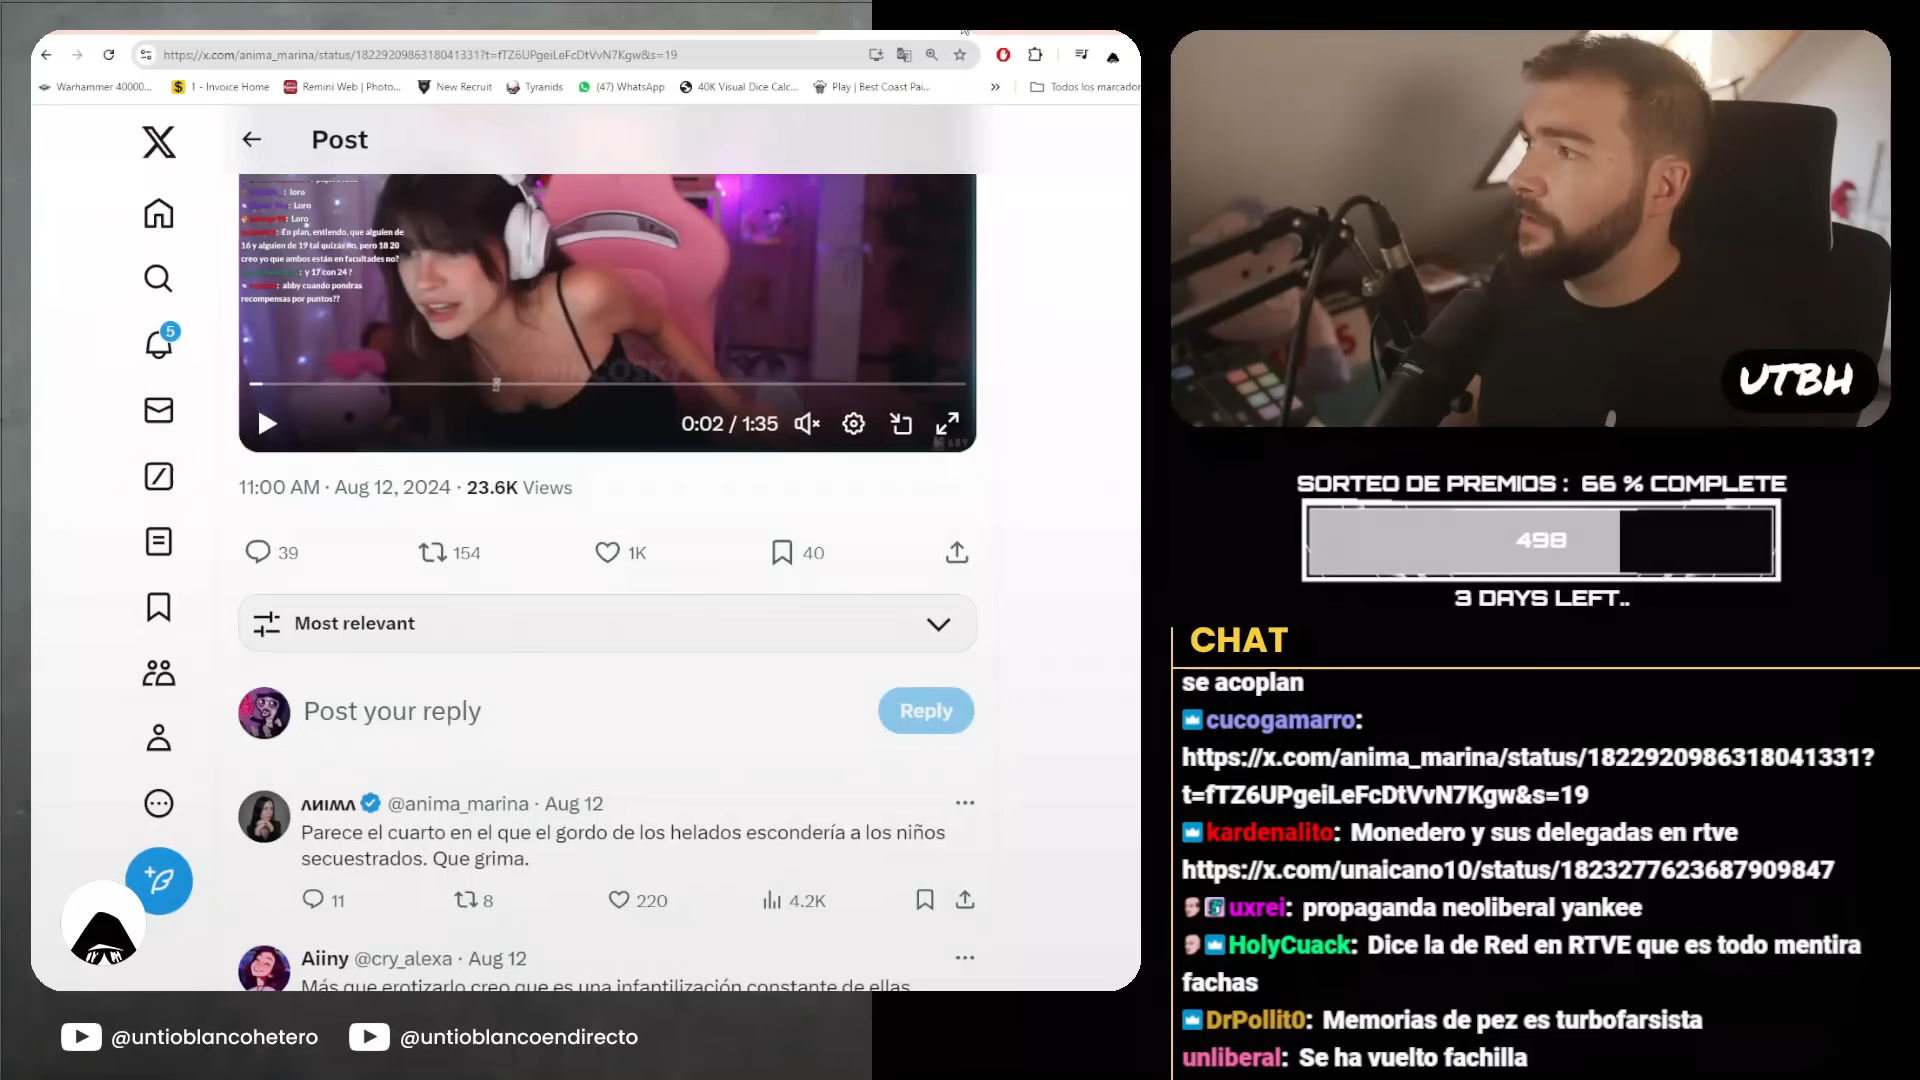 https://x.com/anima_marina/status/1822920986318041331?t=fTZ6UPgeiLeFcDtVvN7Kgw&s=19
Warhammer 40000...
1 - Invoice Home
Remini Web | Photo...
New Recruit
Tyranids
(47) WhatsApp
40K Visual Dice Calc...
Play | Best Coast Pai...
»
Todos los marcador
Post
5
: loro
: Loro
: Loro
: En plan, entiendo, que alguien de
16 y alguien de 19 tal quizás no, pero 18 20
creo yo que ambos están en facultades no?
: y 17 con 24 ?
: abby cuando pondras
recompensas por puntos??
0:02 / 1:35
11:00 AM · Aug 12, 2024 · 23.6K Views
39
154
1K
40
Most relevant
Post your reply
Reply
ΛИIMΛ @anima_marina · Aug 12
Parece el cuarto en el que el gordo de los helados escondería a los niños
secuestrados. Que grima.
11
8
220
4.2K
Aiiny @cry_alexa · Aug 12
Más que erotizarlo creo que es una infantilización constante de ellas
@untioblancohetero
@untioblancoendirecto
UTBH
SORTEO DE PREMIOS : 66 % COMPLETE
498
3 DAYS LEFT..
CHAT
se acoplan
cucogamarro:
https://x.com/anima_marina/status/1822920986318041331?
t=fTZ6UPgeiLeFcDtVvN7Kgw&s=19
kardenalito: Monedero y sus delegadas en rtve
https://x.com/unaicano10/status/1823277623687909847
uxrei: propaganda neoliberal yankee
HolyCuack: Dice la de Red en RTVE que es todo mentira
fachas
DrPollit0: Memorias de pez es turbofarsista
unliberal: Se ha vuelto fachilla